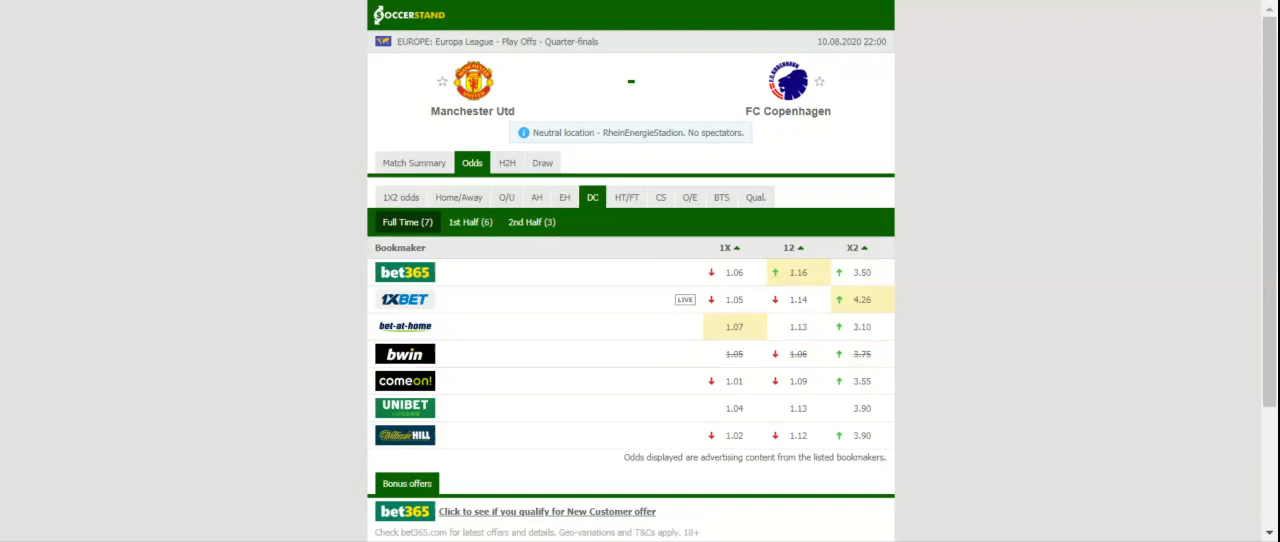 SOCCERSTAND
EUROPE: Europa League - Play Offs - Quarter-finals 10.08.2020 22:00
-
Manchester Utd FC Copenhagen
Neutral location - RheinEnergieStadion. No spectators.
Match Summary Odds H2H Draw
1X2 odds Home/Away O/U AH EH DC HT/FT CS O/E BTS Qual.
Full Time (7) 1st Half (6) 2nd Half (3)
Bookmaker 1X 12 X2
bet365 1.06 1.16 3.50
1XBET LIVE 1.05 1.14 4.26
bet-at-home 1.07 1.13 3.10
bwin 1.05 1.06 3.75
comeon! 1.01 1.09 3.55
UNIBET 1.04 1.13 3.90
William HILL 1.02 1.12 3.90
Odds displayed are advertising content from the listed bookmakers.
Bonus offers
bet365 Click to see if you qualify for New Customer offer
Check bet365.com for latest offers and details. Geo-variations and T&Cs apply. 18+